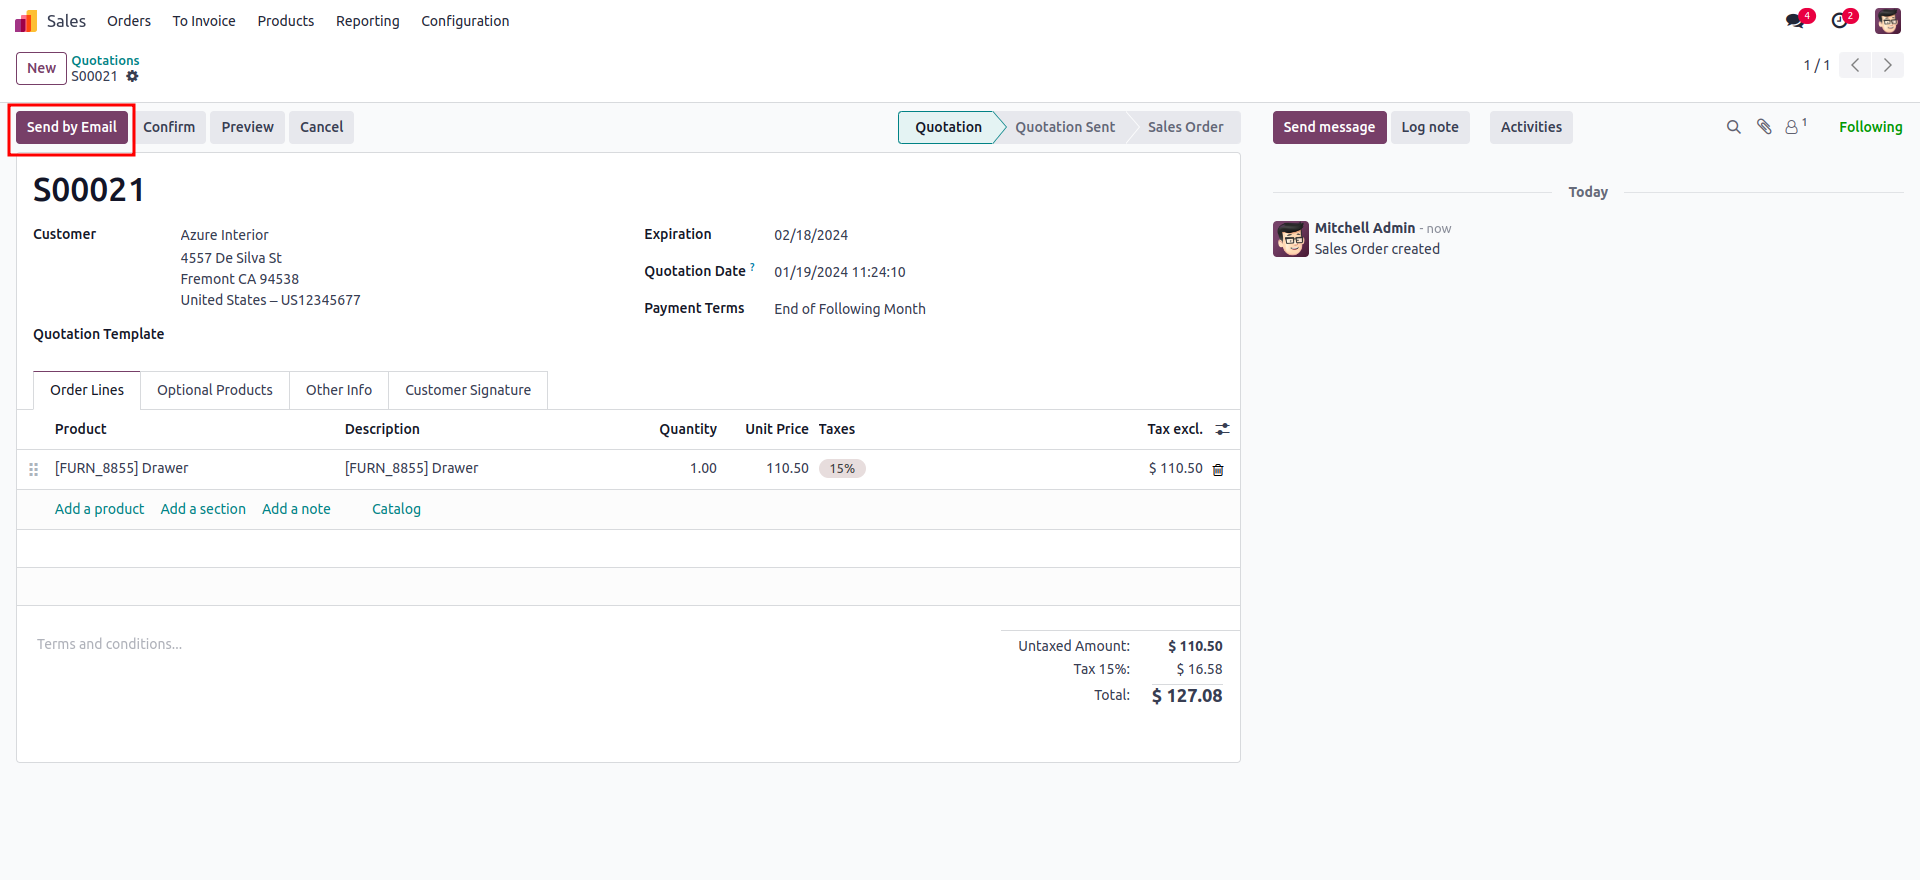 Sales Orders To Invoice Products Reporting Configuration 4 2
New Quotations
S00021
1 / 1
Send by Email Confirm Preview Cancel Quotation Quotation Sent Sales Order Send message Log note Activities 1 Following
S00021
Today
Customer Azure Interior
4557 De Silva St
Fremont CA 94538
United States – US12345677
Expiration 02/18/2024
Quotation Date ? 01/19/2024 11:24:10
Payment Terms End of Following Month
Mitchell Admin - now
Sales Order created
Quotation Template
Order Lines Optional Products Other Info Customer Signature
Product Description Quantity Unit Price Taxes Tax excl.
[FURN_8855] Drawer [FURN_8855] Drawer 1.00 110.50 15% $ 110.50
Add a product Add a section Add a note Catalog
Terms and conditions...
Untaxed Amount: $ 110.50
Tax 15%: $ 16.58
Total: $ 127.08